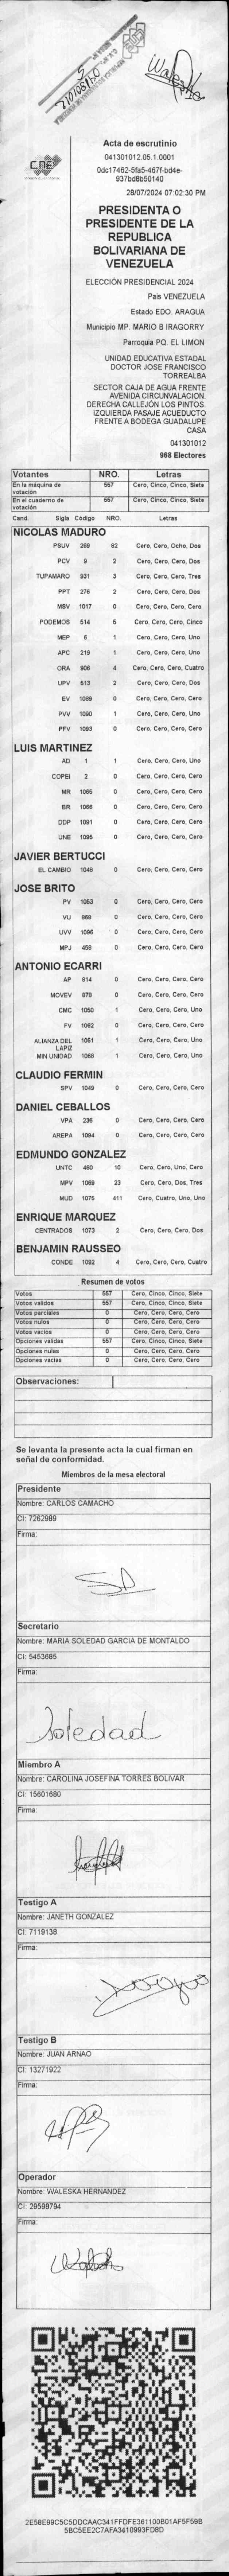 Waleska
CNE
Acta de escrutinio
041301012.05.1.0001
0dc17462-5fa5-467f-bd4e-
937bd6b50140
28/07/2024 07:02:30 PM
PRESIDENTA O
PRESIDENTE DE LA
REPUBLICA
BOLIVARIANA DE
VENEZUELA
ELECCIÓN PRESIDENCIAL 2024
Pais VENEZUELA
Estado EDO. ARAGUA
Municipio MP. MARIO B IRAGORRY
Parroquia PQ. EL LIMON
UNIDAD EDUCATIVA ESTADAL
DOCTOR JOSE FRANCISCO
TORREALBA
SECTOR CAJA DE AGUA FRENTE
AVENIDA CIRCUNVALACION.
DERECHA CALLEJÓN LOS PINTOS.
IZQUIERDA PASAJE ACUEDUCTO
FRENTE A BODEGA GUADALUPE
CASA
041301012
968 Electores
Votantes NRO. Letras
En la máquina de votación 557 Cero, Cinco, Cinco, Siete
En el cuaderno de votación 557 Cero, Cinco, Cinco, Siete
Cand. Sigla Código NRO. Letras
NICOLAS MADURO
PSUV 269 82 Cero, Cero, Ocho, Dos
PCV 9 2 Cero, Cero, Cero, Dos
TUPAMARO 931 3 Cero, Cero, Cero, Tres
PPT 276 2 Cero, Cero, Cero, Dos
MSV 1017 0 Cero, Cero, Cero, Cero
PODEMOS 514 5 Cero, Cero, Cero, Cinco
MEP 6 1 Cero, Cero, Cero, Uno
APC 219 1 Cero, Cero, Cero, Uno
ORA 906 4 Cero, Cero, Cero, Cuatro
UPV 613 2 Cero, Cero, Cero, Dos
EV 1089 0 Cero, Cero, Cero, Cero
PVV 1090 1 Cero, Cero, Cero, Uno
PFV 1093 0 Cero, Cero, Cero, Cero
LUIS MARTINEZ
AD 1 1 Cero, Cero, Cero, Uno
COPEI 2 0 Cero, Cero, Cero, Cero
MR 1065 0 Cero, Cero, Cero, Cero
BR 1066 0 Cero, Cero, Cero, Cero
DDP 1091 0 Cero, Cero, Cero, Cero
UNE 1095 0 Cero, Cero, Cero, Cero
JAVIER BERTUCCI
EL CAMBIO 1048 0 Cero, Cero, Cero, Cero
JOSE BRITO
PV 1053 0 Cero, Cero, Cero, Cero
VU 868 0 Cero, Cero, Cero, Cero
UVV 1096 0 Cero, Cero, Cero, Cero
MPJ 458 0 Cero, Cero, Cero, Cero
ANTONIO ECARRI
AP 814 0 Cero, Cero, Cero, Cero
MOVEV 878 0 Cero, Cero, Cero, Cero
CMC 1050 1 Cero, Cero, Cero, Uno
FV 1062 0 Cero, Cero, Cero, Cero
ALIANZA DEL LAPIZ 1051 1 Cero, Cero, Cero, Uno
MIN UNIDAD 1068 1 Cero, Cero, Cero, Uno
CLAUDIO FERMIN
SPV 1049 0 Cero, Cero, Cero, Cero
DANIEL CEBALLOS
VPA 236 0 Cero, Cero, Cero, Cero
AREPA 1094 0 Cero, Cero, Cero, Cero
EDMUNDO GONZALEZ
UNTC 480 10 Cero, Cero, Uno, Cero
MPV 1069 23 Cero, Cero, Dos, Tres
MUD 1075 411 Cero, Cuatro, Uno, Uno
ENRIQUE MARQUEZ
CENTRADOS 1073 2 Cero, Cero, Cero, Dos
BENJAMIN RAUSSEO
CONDE 1092 4 Cero, Cero, Cero, Cuatro
Resumen de votos
Votos 557 Cero, Cinco, Cinco, Siete
Votos validos 557 Cero, Cinco, Cinco, Siete
Votos parciales 0 Cero, Cero, Cero, Cero
Votos nulos 0 Cero, Cero, Cero, Cero
Votos vacios 0 Cero, Cero, Cero, Cero
Opciones validas 557 Cero, Cinco, Cinco, Siete
Opciones nulas 0 Cero, Cero, Cero, Cero
Opciones vacias 0 Cero, Cero, Cero, Cero
Observaciones:
Se levanta la presente acta la cual firman en
señal de conformidad.
Miembros de la mesa electoral
Presidente
Nombre: CARLOS CAMACHO
CI: 7262989
Firma:
Secretario
Nombre: MARIA SOLEDAD GARCIA DE MONTALDO
CI: 5453685
Firma:
Soledad
Miembro A
Nombre: CAROLINA JOSEFINA TORRES BOLIVAR
CI: 15601680
Firma:
Testigo A
Nombre: JANETH GONZALEZ
CI: 7119138
Firma:
Testigo B
Nombre: JUAN ARNAO
CI: 13271922
Firma:
Operador
Nombre: WALESKA HERNANDEZ
CI: 29598794
Firma:
Waleska
2E58E99C5C5DDCAAC341FFDFE361100B01AF5F59B
5BC5EE2C7AFA3410993FD8D